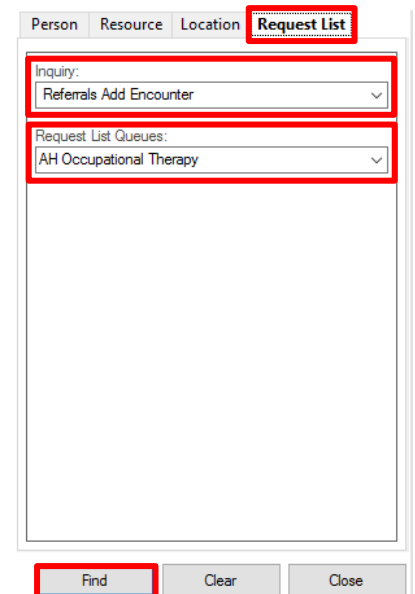 Person Resource Location Request List
Inquiry:
Referrals Add Encounter
Request List Queues:
AH Occupational Therapy
Find Clear Close